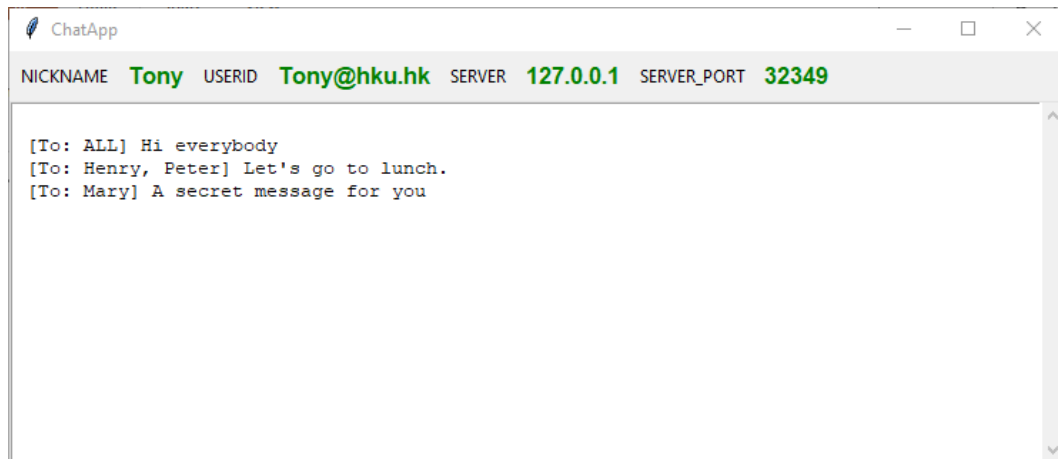 ChatApp
NICKNAME Tony USERID Tony@hku.hk SERVER 127.0.0.1 SERVER_PORT 32349
[To: ALL] Hi everybody
[To: Henry, Peter] Let's go to lunch.
[To: Mary] A secret message for you